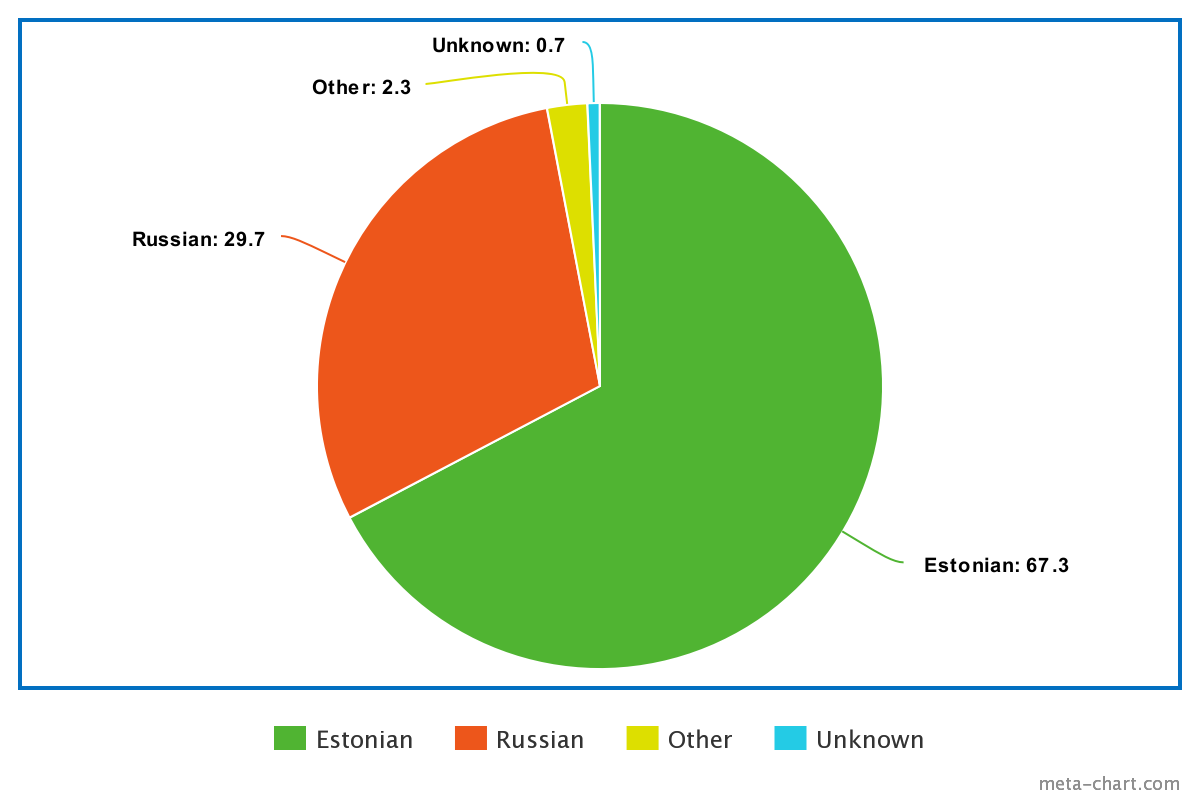 Unknown: 0.7
Other: 2.3
Russian: 29.7
Estonian: 67.3
Estonian Russian Other Unknown
meta-chart.com